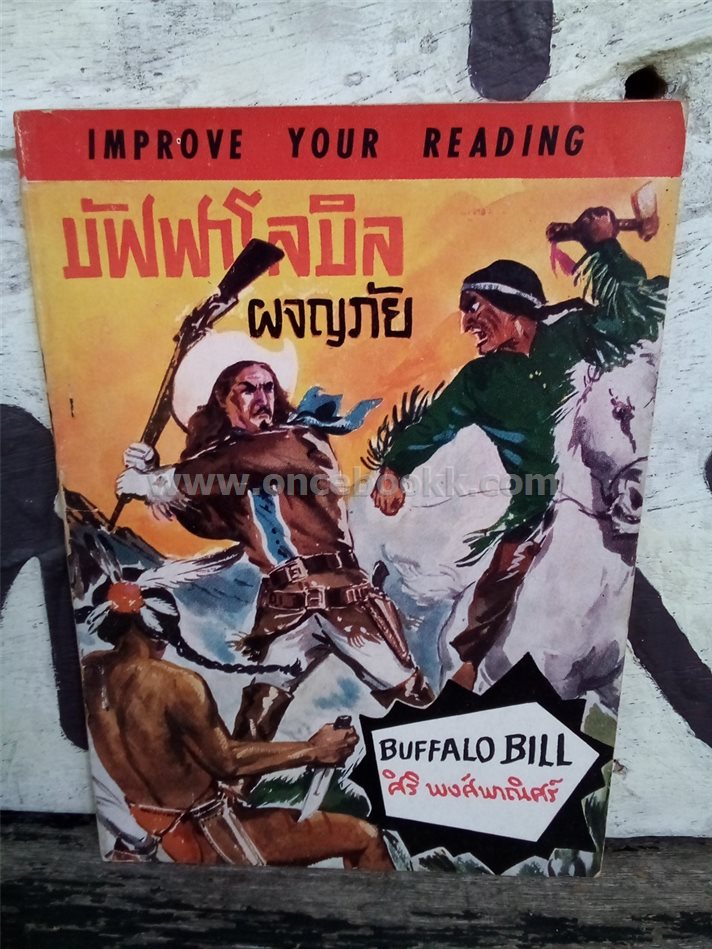 IMPROVE YOUR READING
บัฟฟาโลบิล
ผจญภัย
www.oncebookk.com
BUFFALO BILL
ศิริ พงศ์พาณิศร์